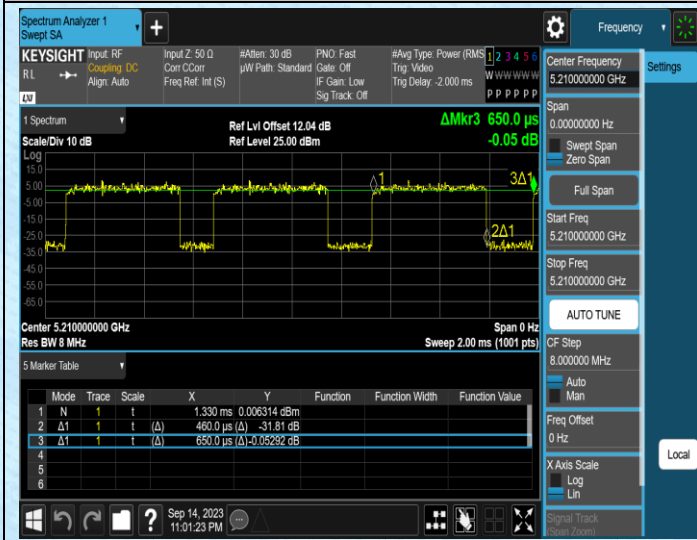 Spectrum Analyzer 1
Swept SA
+
Frequency
KEYSIGHT
RL
LXI
Input: RF
Coupling: DC
Align: Auto
Input Z: 50 Ω
Corr CCorr
Freq Ref: Int (S)
#Atten: 30 dB
µW Path: Standard
PNO: Fast
Gate: Off
IF Gain: Low
Sig Track: Off
#Avg Type: Power (RMS
Trig: Video
Trig Delay: -2.000 ms
1 2 3 4 5 6
W W W W W W
P P P P P P
Center Frequency
5.210000000 GHz
Settings
1 Spectrum
Scale/Div 10 dB
Ref Lvl Offset 12.04 dB
Ref Level 25.00 dBm
ΔMkr3 650.0 µs
-0.05 dB
Log
15.0
5.00
-5.00
-15.0
-25.0
-35.0
-45.0
-55.0
-65.0
1
3Δ1
2Δ1
Center 5.210000000 GHz
Res BW 8 MHz
Span 0 Hz
Sweep 2.00 ms (1001 pts)
Span
0.00000000 Hz
Swept Span
Zero Span
Full Span
Start Freq
5.210000000 GHz
Stop Freq
5.210000000 GHz
AUTO TUNE
CF Step
8.000000 MHz
Auto
Man
Freq Offset
0 Hz
X Axis Scale
Log
Lin
Signal Track
(Span Zoom)
Local
5 Marker Table
Mode Trace Scale X Y Function Function Width Function Value
1 N 1 t 1.330 ms 0.006314 dBm
2 Δ1 1 t (Δ) 460.0 µs (Δ) -31.81 dB
3 Δ1 1 t (Δ) 650.0 µs (Δ) -0.05292 dB
4
5
6
?
Sep 14, 2023
11:01:23 PM